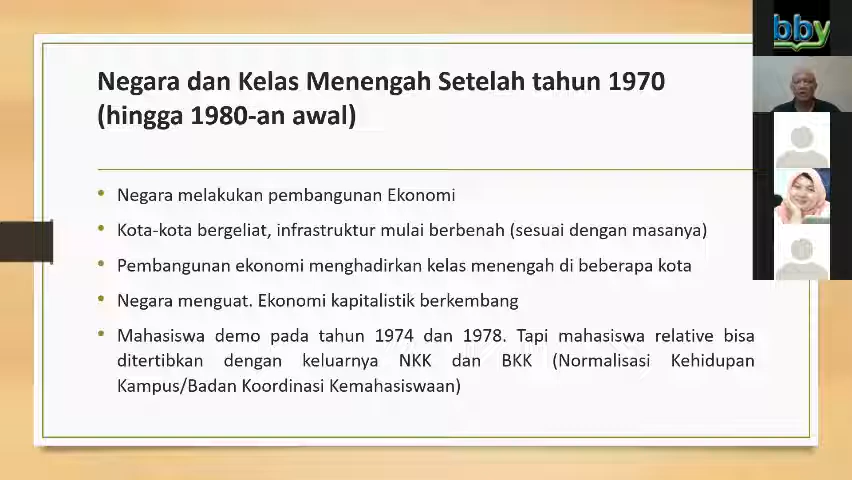 Negara dan Kelas Menengah Setelah tahun 1970
(hingga 1980-an awal)
bby
• Negara melakukan pembangunan Ekonomi
• Kota-kota bergeliat, infrastruktur mulai berbenah (sesuai dengan masanya)
• Pembangunan ekonomi menghadirkan kelas menengah di beberapa kota
• Negara menguat. Ekonomi kapitalistik berkembang
• Mahasiswa demo pada tahun 1974 dan 1978. Tapi mahasiswa relative bisa
ditertibkan dengan keluarnya NKK dan BKK (Normalisasi Kehidupan
Kampus/Badan Koordinasi Kemahasiswaan)